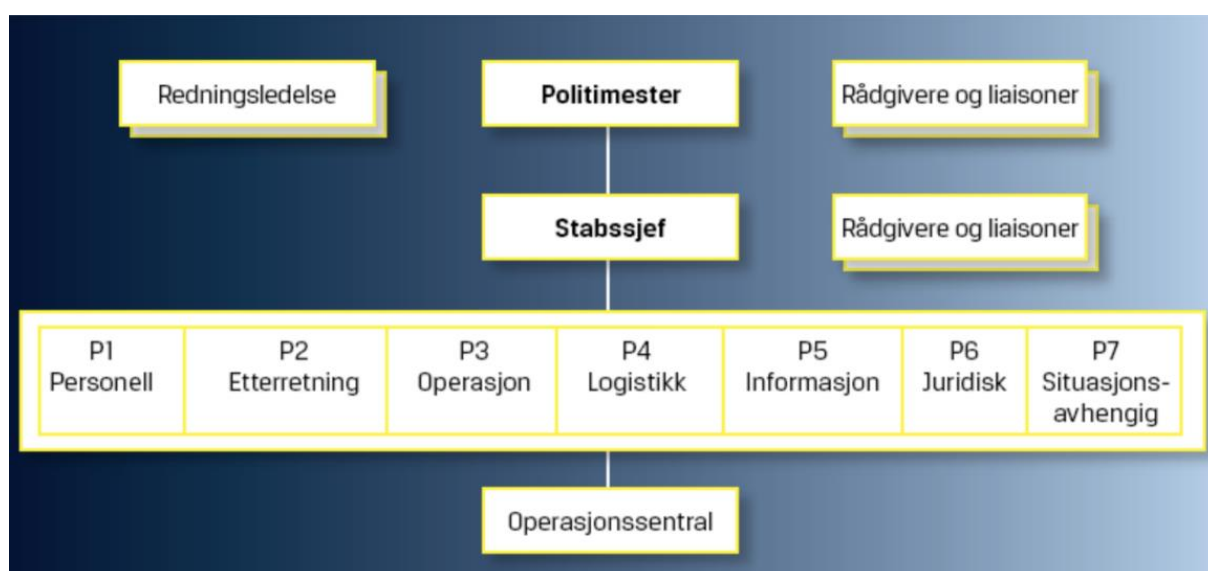 Redningsledelse
Politimester
Rådgivere og liaisoner
Stabssjef
Rådgivere og liaisoner
P1
Personell
P2
Etterretning
P3
Operasjon
P4
Logistikk
P5
Informasjon
P6
Juridisk
P7
Situasjons-
avhengig
Operasjonssentral